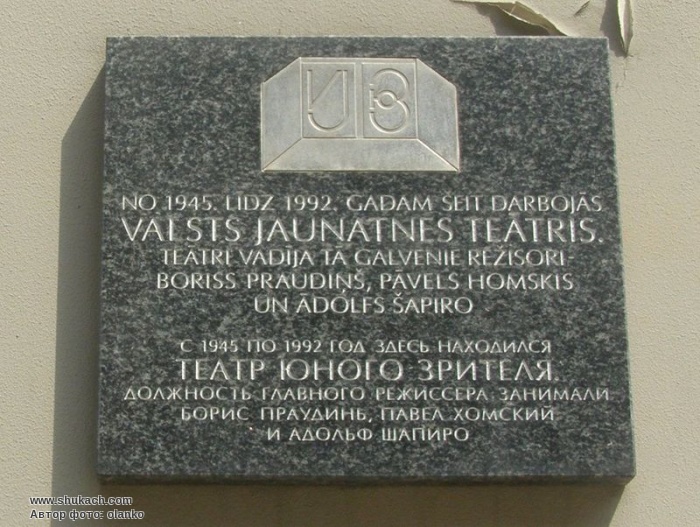 NO 1945. LĪDZ 1992. GADAM ŠEIT DARBOJĀS
VALSTS JAUNATNES TEĀTRIS.
TEĀTRI VADĪJA TĀ GALVENIE REŽISORI-
BORISS PRAUDIŅŠ, PĀVELS HOMSKIS
UN ĀDOLFS ŠAPIRO
С 1945 ПО 1992 ГОД ЗДЕСЬ НАХОДИЛСЯ
ТЕАТР ЮНОГО ЗРИТЕЛЯ.
ДОЛЖНОСТЬ ГЛАВНОГО РЕЖИССЕРА ЗАНИМАЛИ
БОРИС ПРАУДИНЬ, ПАВЕЛ ХОМСКИЙ
И АДОЛЬФ ШАПИРО
www.shukach.com
Автор фото: olanko